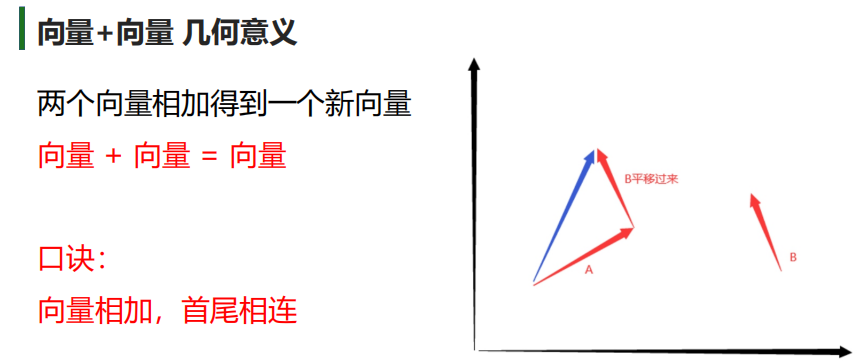 向量+向量 几何意义
两个向量相加得到一个新向量
向量 + 向量 = 向量
口诀：
向量相加，首尾相连
B平移过来
A
B